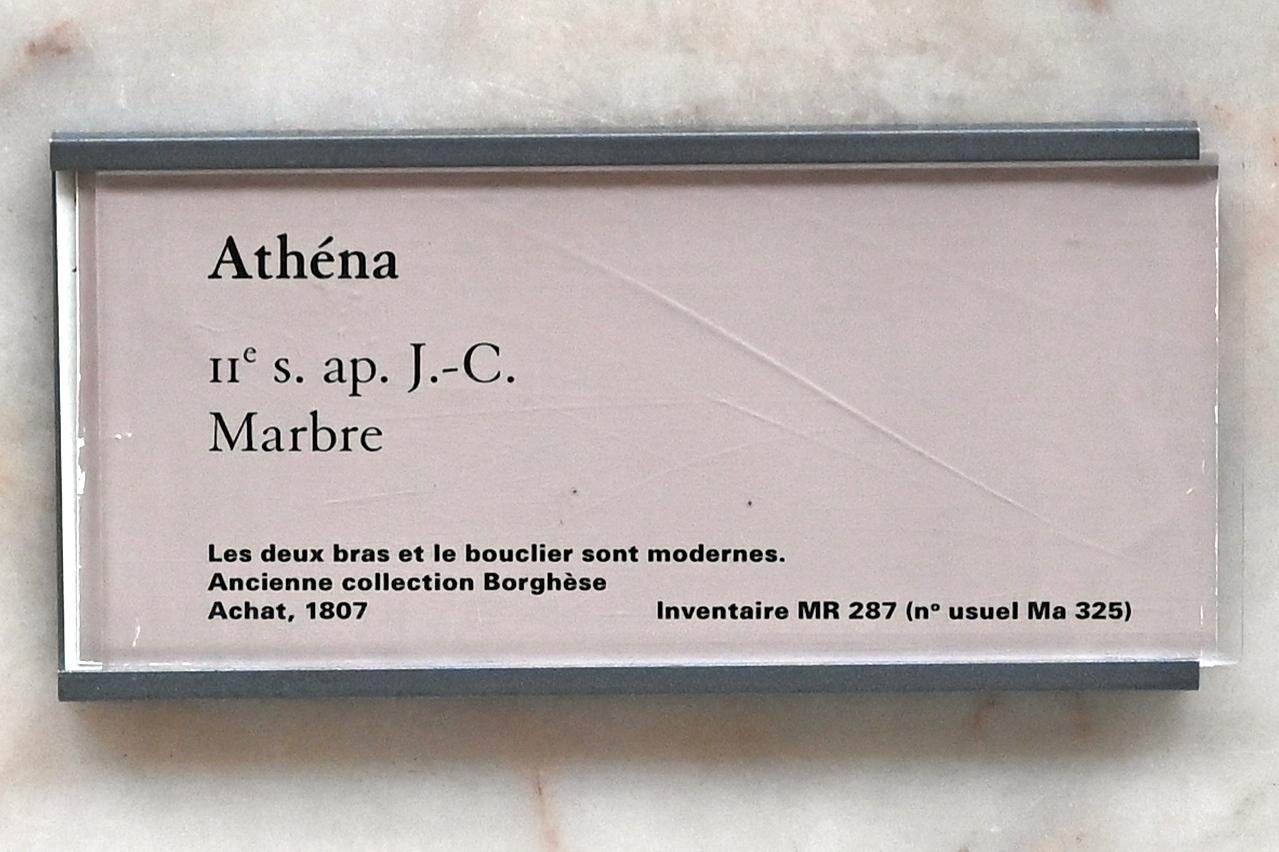 Athéna
IIᵉ s. ap. J.-C.
Marbre
Les deux bras et le bouclier sont modernes.
Ancienne collection Borghèse
Achat, 1807 Inventaire MR 287 (nº usuel Ma 325)